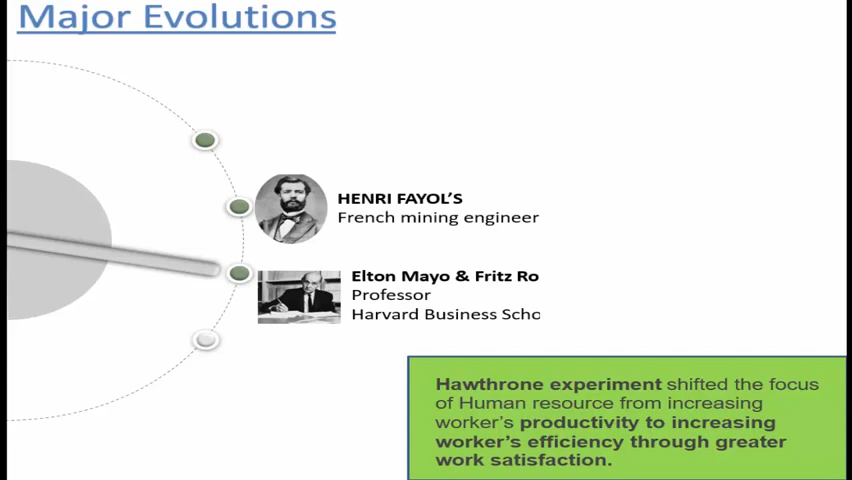 Major Evolutions
HENRI FAYOL'S
French mining engineer
Elton Mayo & Fritz Ro
Professor
Harvard Business Scho
Hawthrone experiment shifted the focus
of Human resource from increasing
worker's productivity to increasing
worker's efficiency through greater
work satisfaction.